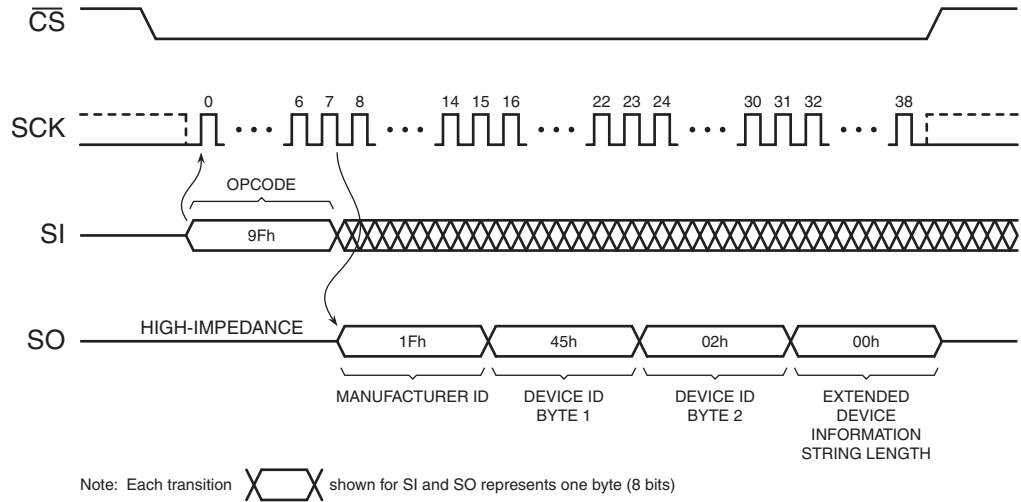 CS
0 6 7 8 14 15 16 22 23 24 30 31 32 38
SCK
OPCODE
SI
9Fh
HIGH-IMPEDANCE
SO
1Fh 45h 02h 00h
MANUFACTURER ID
DEVICE ID
BYTE 1
DEVICE ID
BYTE 2
EXTENDED
DEVICE
INFORMATION
STRING LENGTH
Note: Each transition shown for SI and SO represents one byte (8 bits)